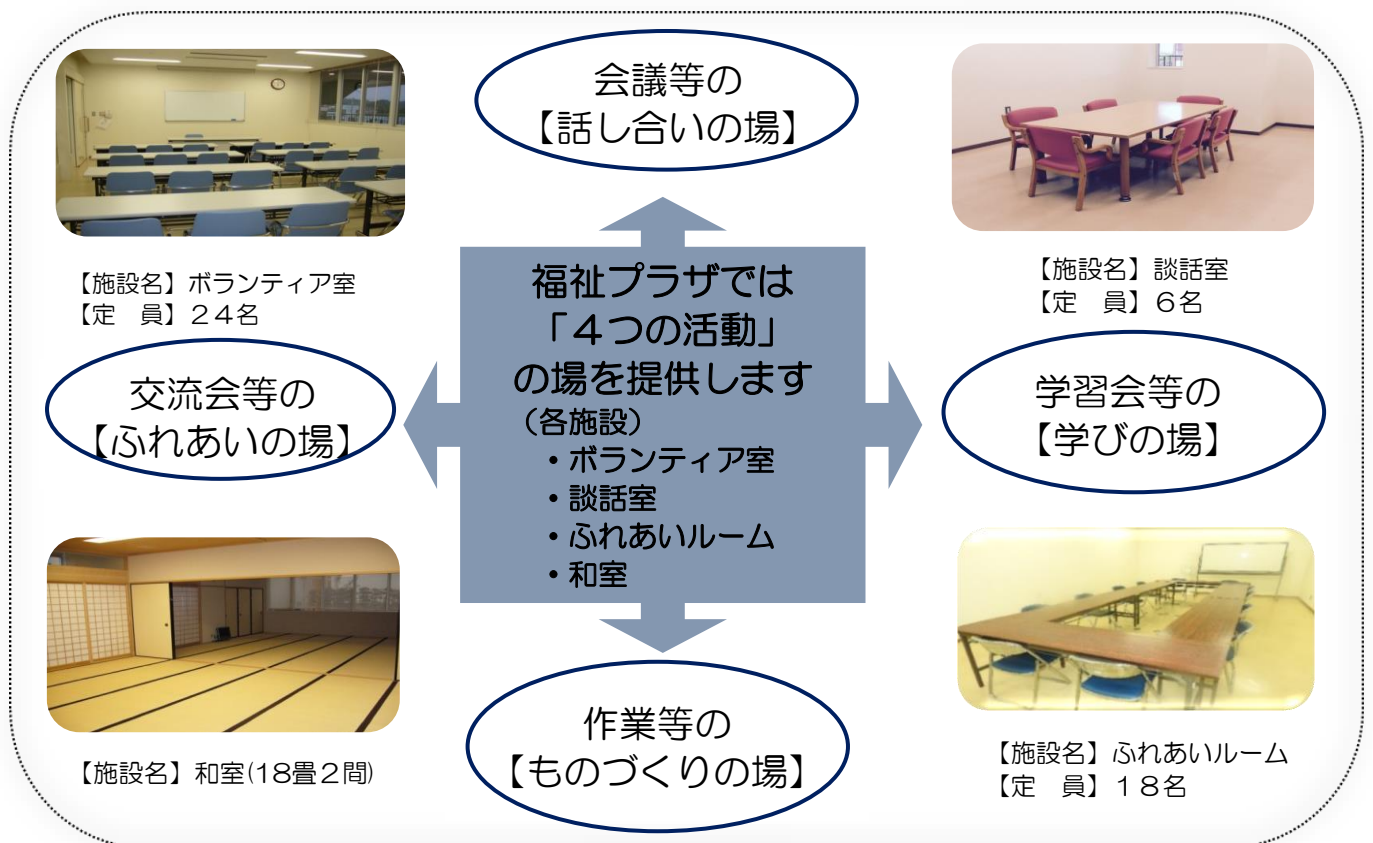 会議等の
【話し合いの場】
【施設名】ボランティア室
【定　員】２４名
【施設名】談話室
【定　員】６名
福祉プラザでは
「４つの活動」
の場を提供します
（各施設）
・ボランティア室
・談話室
・ふれあいルーム
・和室
交流会等の
【ふれあいの場】
学習会等の
【学びの場】
作業等の
【ものづくりの場】
【施設名】和室(18畳２間)
【施設名】ふれあいルーム
【定　員】１８名